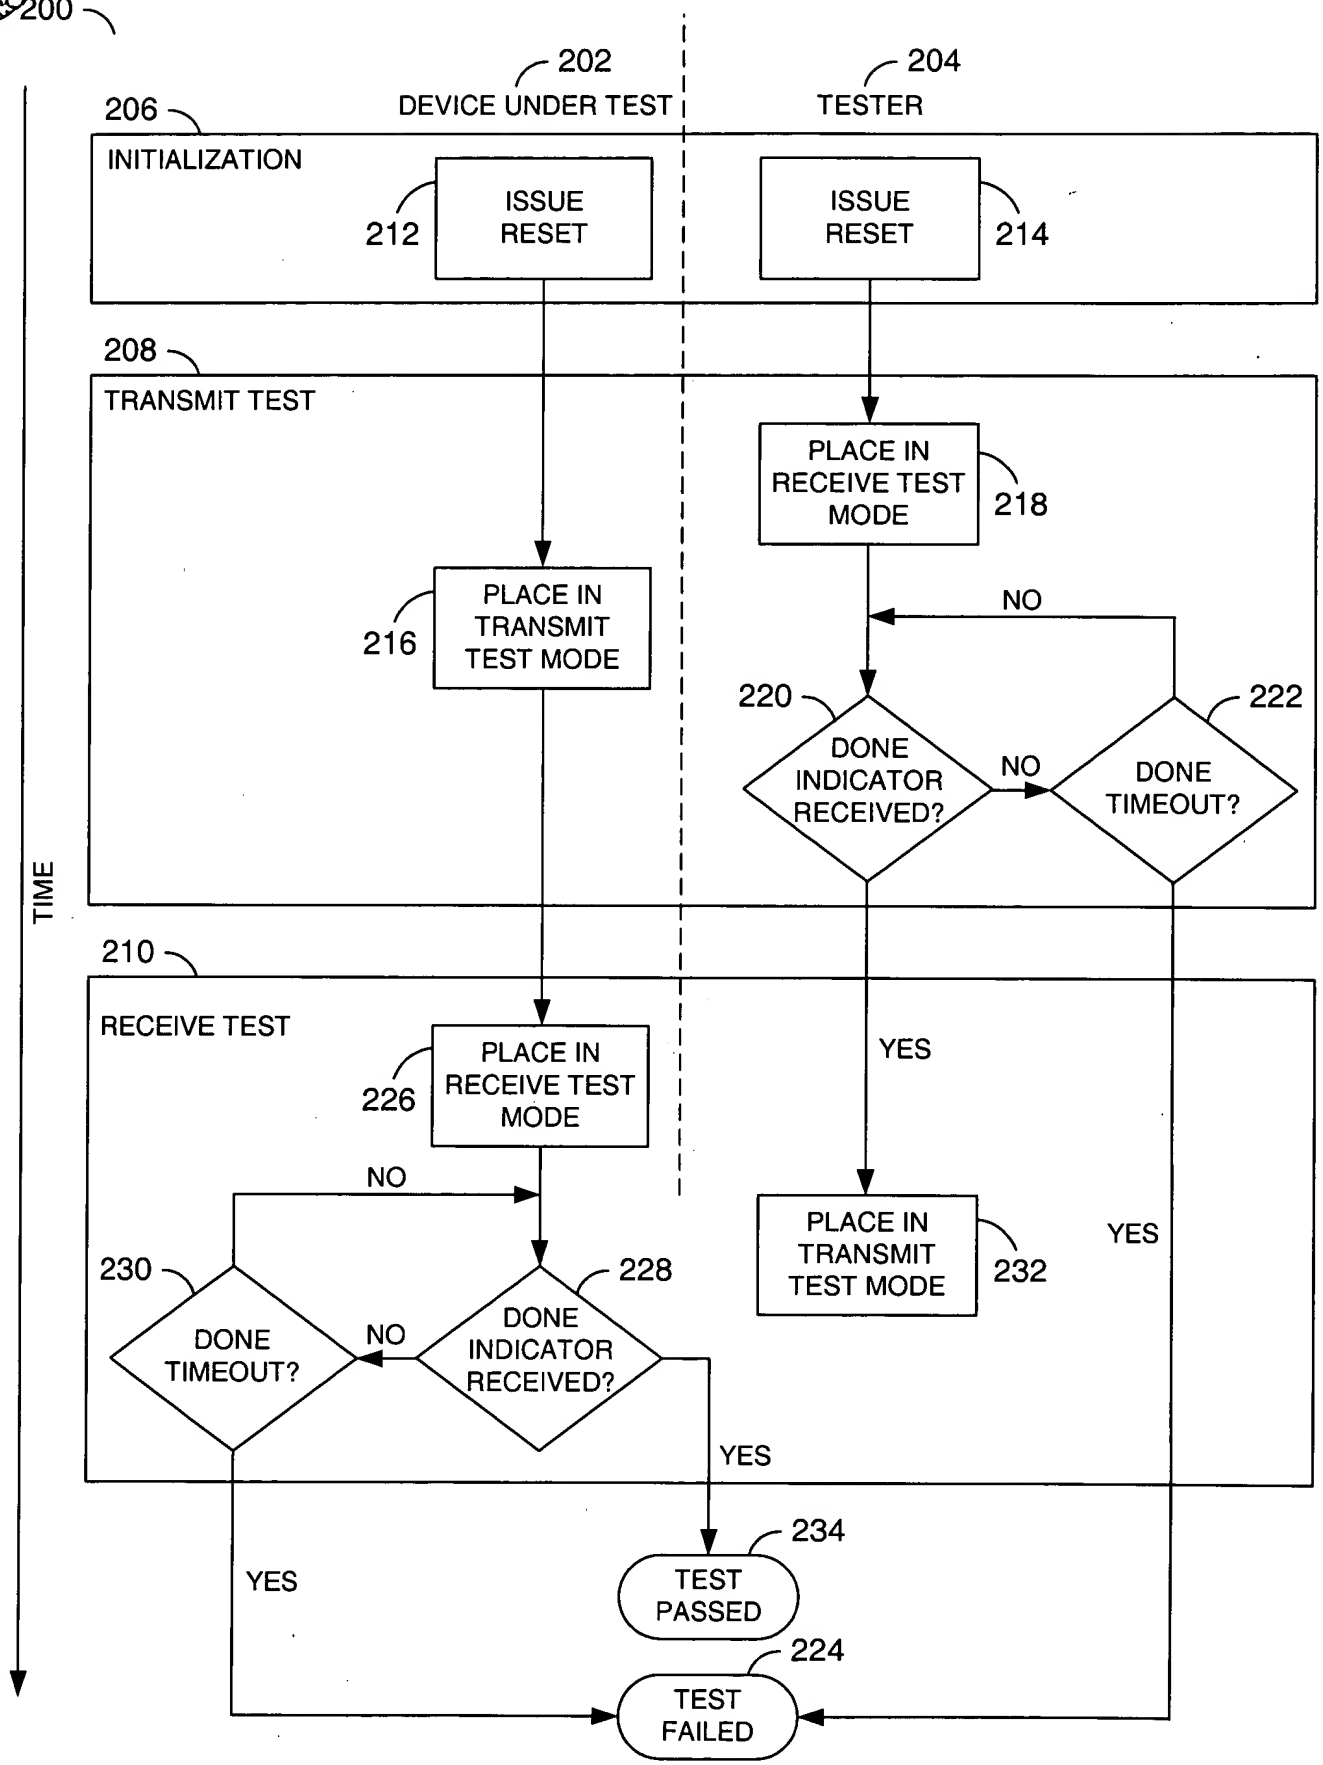 200
202
204
DEVICE UNDER TEST
TESTER
206
INITIALIZATION
ISSUE
RESET
212
ISSUE
RESET
214
208
TRANSMIT TEST
PLACE IN
RECEIVE TEST
MODE
218
PLACE IN
TRANSMIT
TEST MODE
216
NO
220
DONE
INDICATOR
RECEIVED?
NO
222
DONE
TIMEOUT?
TIME
210
RECEIVE TEST
PLACE IN
RECEIVE TEST
MODE
226
YES
NO
PLACE IN
TRANSMIT
TEST MODE
232
YES
230
DONE
TIMEOUT?
NO
228
DONE
INDICATOR
RECEIVED?
YES
YES
234
TEST
PASSED
224
TEST
FAILED